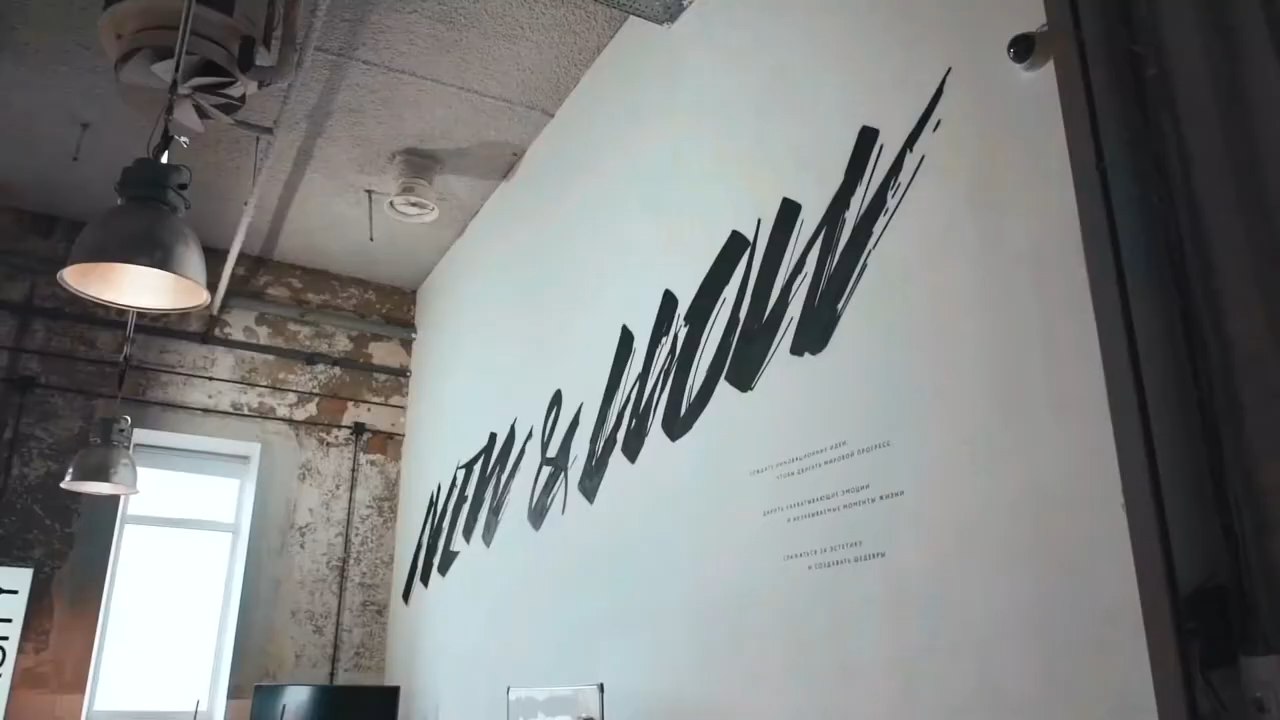 NEW & WOW
СОЗДАТЬ ИННОВАЦИОННЫЕ ИДЕИ,
ЧТОБЫ ДВИГАТЬ МИРОВОЙ ПРОГРЕСС
ДАРИТЬ ЗАХВАТЫВАЮЩИЕ ЭМОЦИИ
И НЕЗАБЫВАЕМЫЕ МОМЕНТЫ ЖИЗНИ
СРАЖАТЬСЯ ЗА ЭСТЕТИКУ
И СОЗДАВАТЬ ШЕДЕВРЫ